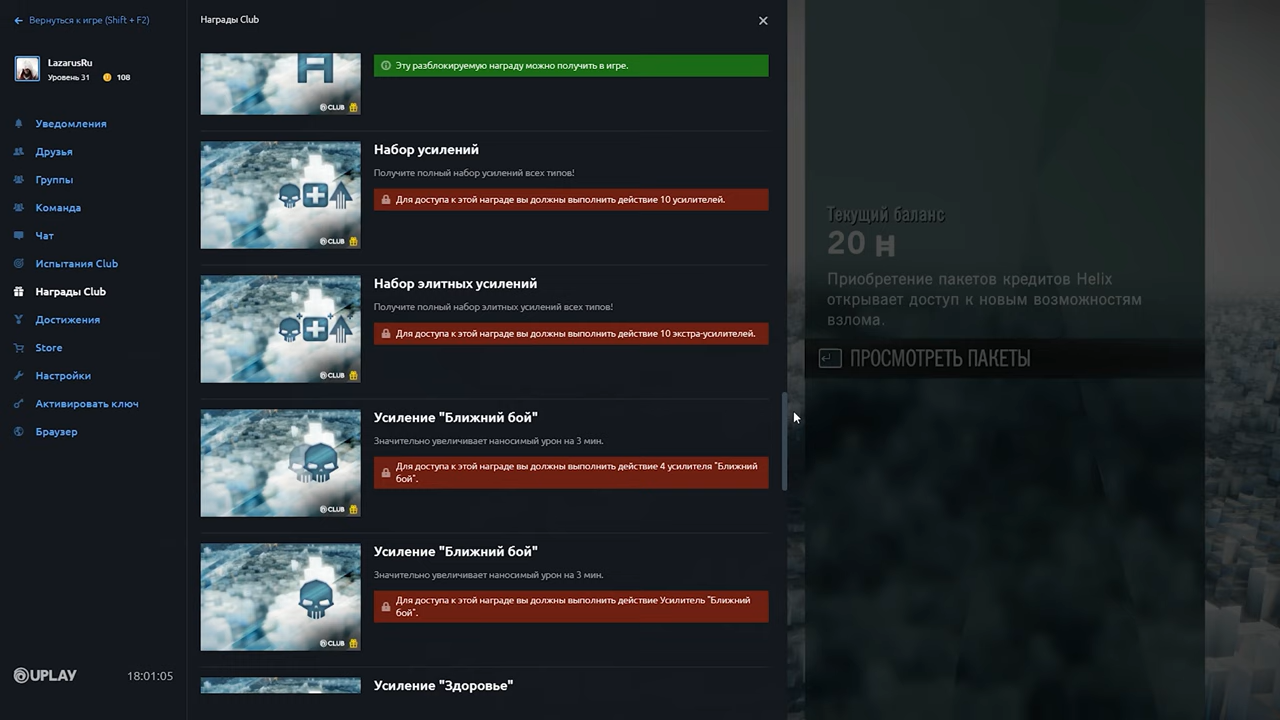 Вернуться к игре (Shift + F2)
LazarusRu
Уровень 31 108
Уведомления
Друзья
Группы
Команда
Чат
Испытания Club
Награды Club
Достижения
Store
Настройки
Активировать ключ
Браузер
UPLAY
18:01:05
Награды Club
Эту разблокируемую награду можно получить в игре.
CLUB
Набор усилений
Получите полный набор усилений всех типов!
Для доступа к этой награде вы должны выполнить действие 10 усилителей.
CLUB
Набор элитных усилений
Получите полный набор элитных усилений всех типов!
Для доступа к этой награде вы должны выполнить действие 10 экстра-усилителей.
CLUB
Усиление "Ближний бой"
Значительно увеличивает наносимый урон на 3 мин.
Для доступа к этой награде вы должны выполнить действие 4 усилителя "Ближний
бой".
CLUB
Усиление "Ближний бой"
Значительно увеличивает наносимый урон на 3 мин.
Для доступа к этой награде вы должны выполнить действие Усилитель "Ближний
бой".
CLUB
Усиление "Здоровье"
Текущий баланс
20
Приобретение пакетов кредитов Helix
открывает доступ к новым возможностям
взлома.
ПРОСМОТРЕТЬ ПАКЕТЫ